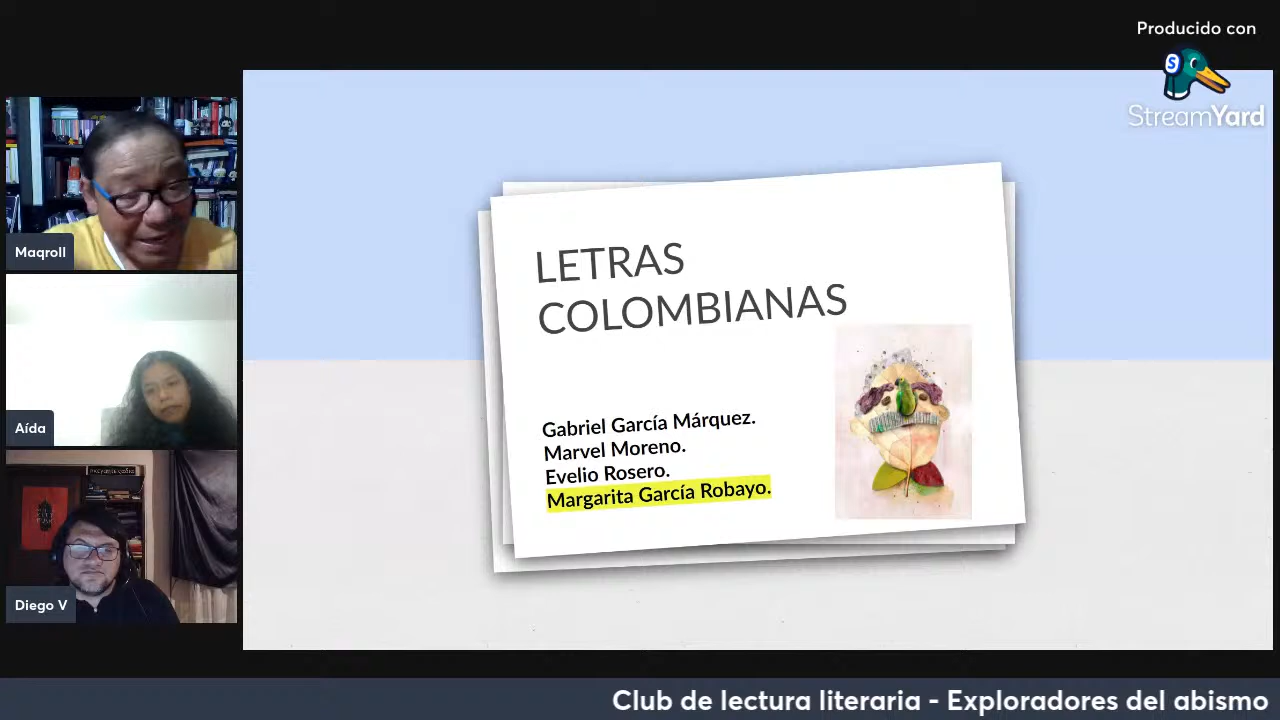 Producido con
S
StreamYard
Maqroll
Aída
Diego V
LETRAS
COLOMBIANAS
Gabriel García Márquez.
Marvel Moreno.
Evelio Rosero.
Margarita García Robayo.
Club de lectura literaria - Exploradores del abismo